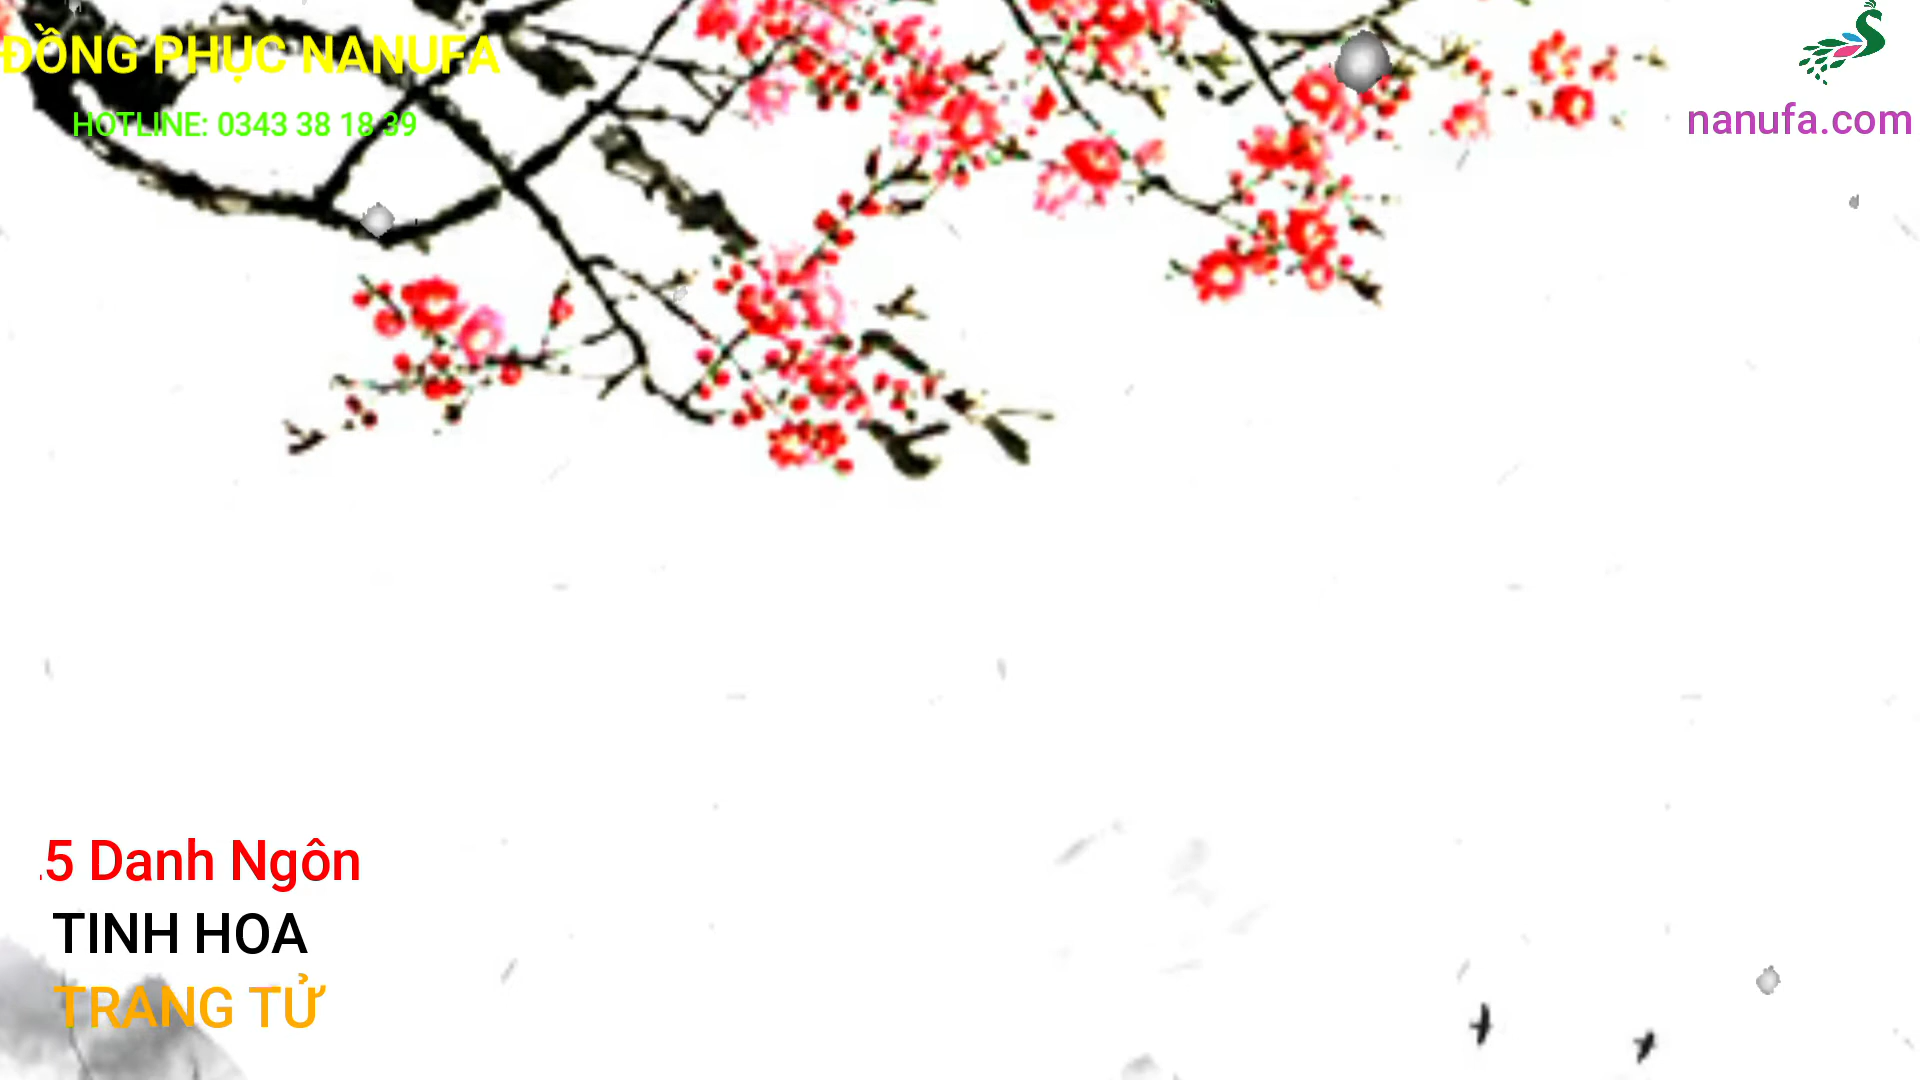 ĐỒNG PHỤC NANUFA
HOTLINE: 0343 38 18 39
nanufa.com
5 Danh Ngôn
TINH HOA
TRANG TỬ